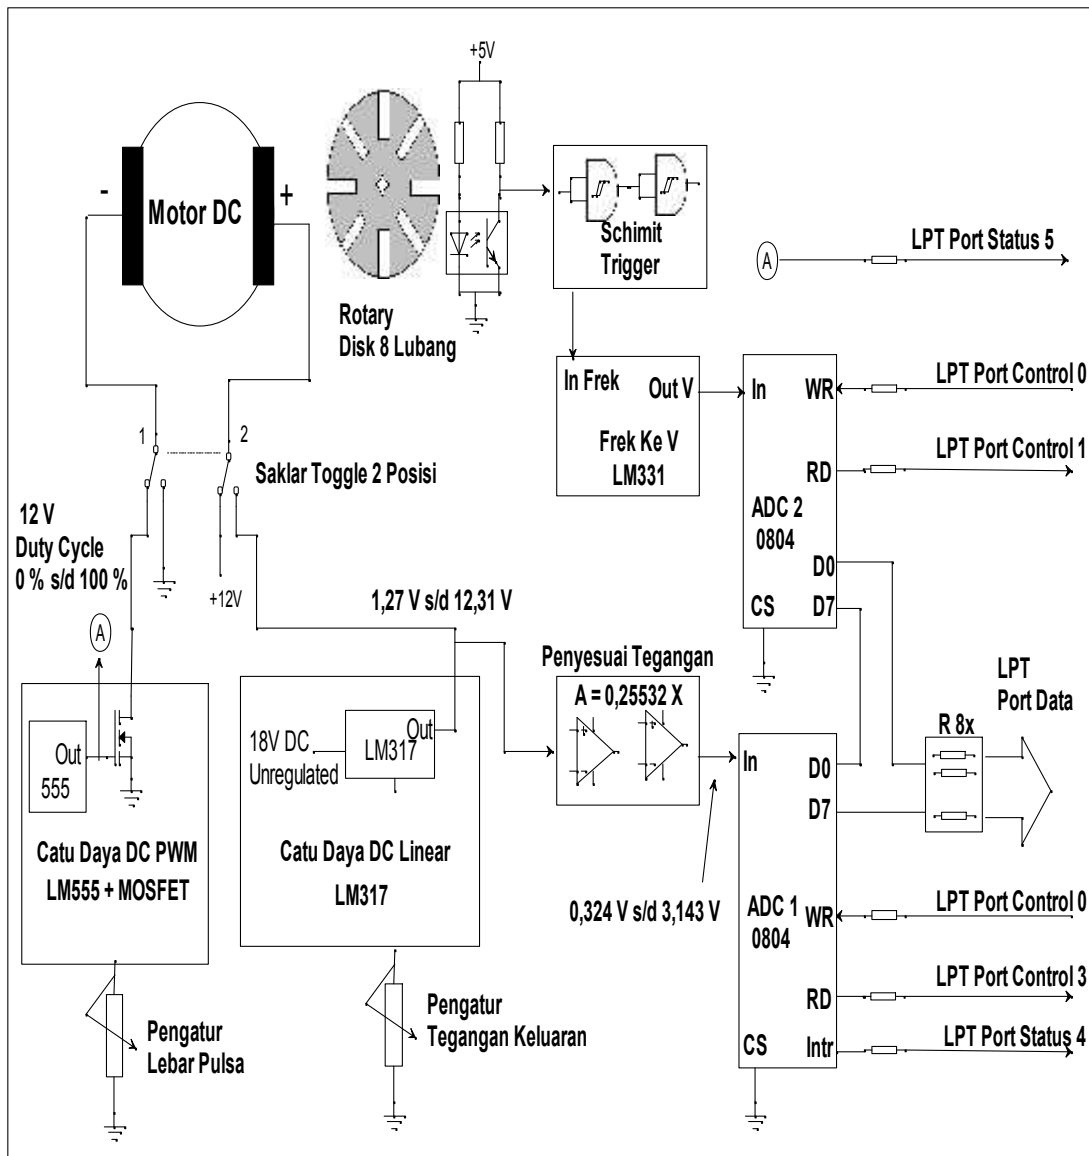 +5V
-
Motor DC
+
Schimit
Trigger
Rotary
Disk 8 Lubang
A
LPT Port Status 5
In Frek
Out V
Frek Ke V
LM331
In
WR
RD
ADC 2
0804
D0
D7
CS
LPT Port Control 0
LPT Port Control 1
1
2
Saklar Toggle 2 Posisi
12 V
Duty Cycle
0 % s/d 100 %
+12V
1,27 V s/d 12,31 V
A
Out
555
Catu Daya DC PWM
LM555 + MOSFET
18V DC
Unregulated
LM317
Out
Catu Daya DC Linear
LM317
Penyesuai Tegangan
A = 0,25532 X
0,324 V s/d 3,143 V
In
D0
D7
ADC 1
0804
WR
RD
CS
Intr
R 8x
LPT
Port Data
LPT Port Control 0
LPT Port Control 3
LPT Port Status 4
Pengatur
Lebar Pulsa
Pengatur
Tegangan Keluaran